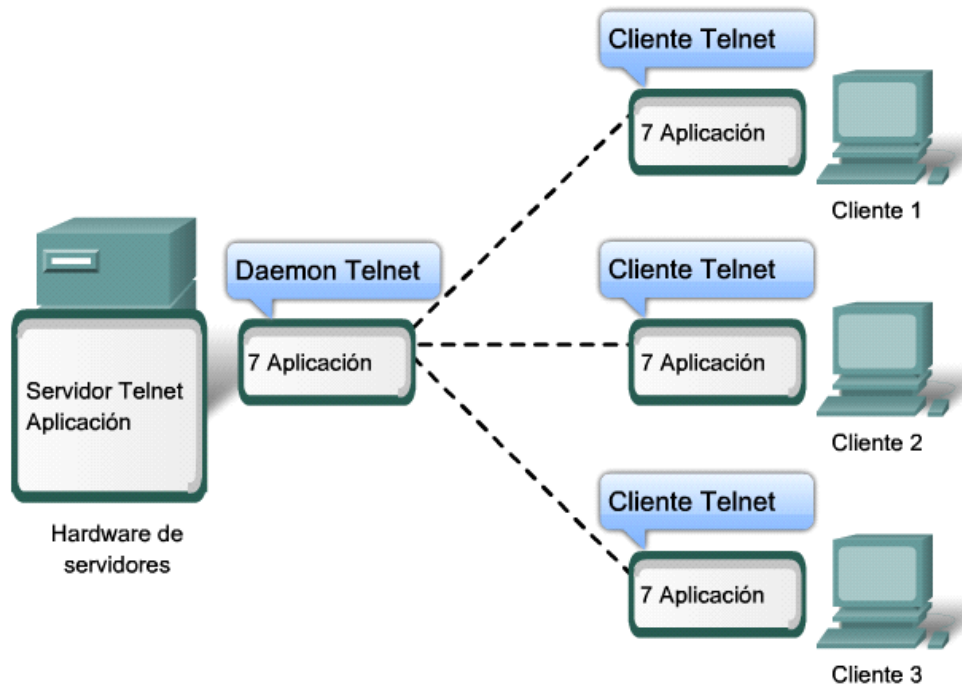 Cliente Telnet
7 Aplicación
Cliente 1
Daemon Telnet
7 Aplicación
Servidor Telnet
Aplicación
Hardware de
servidores
Cliente Telnet
7 Aplicación
Cliente 2
Cliente Telnet
7 Aplicación
Cliente 3